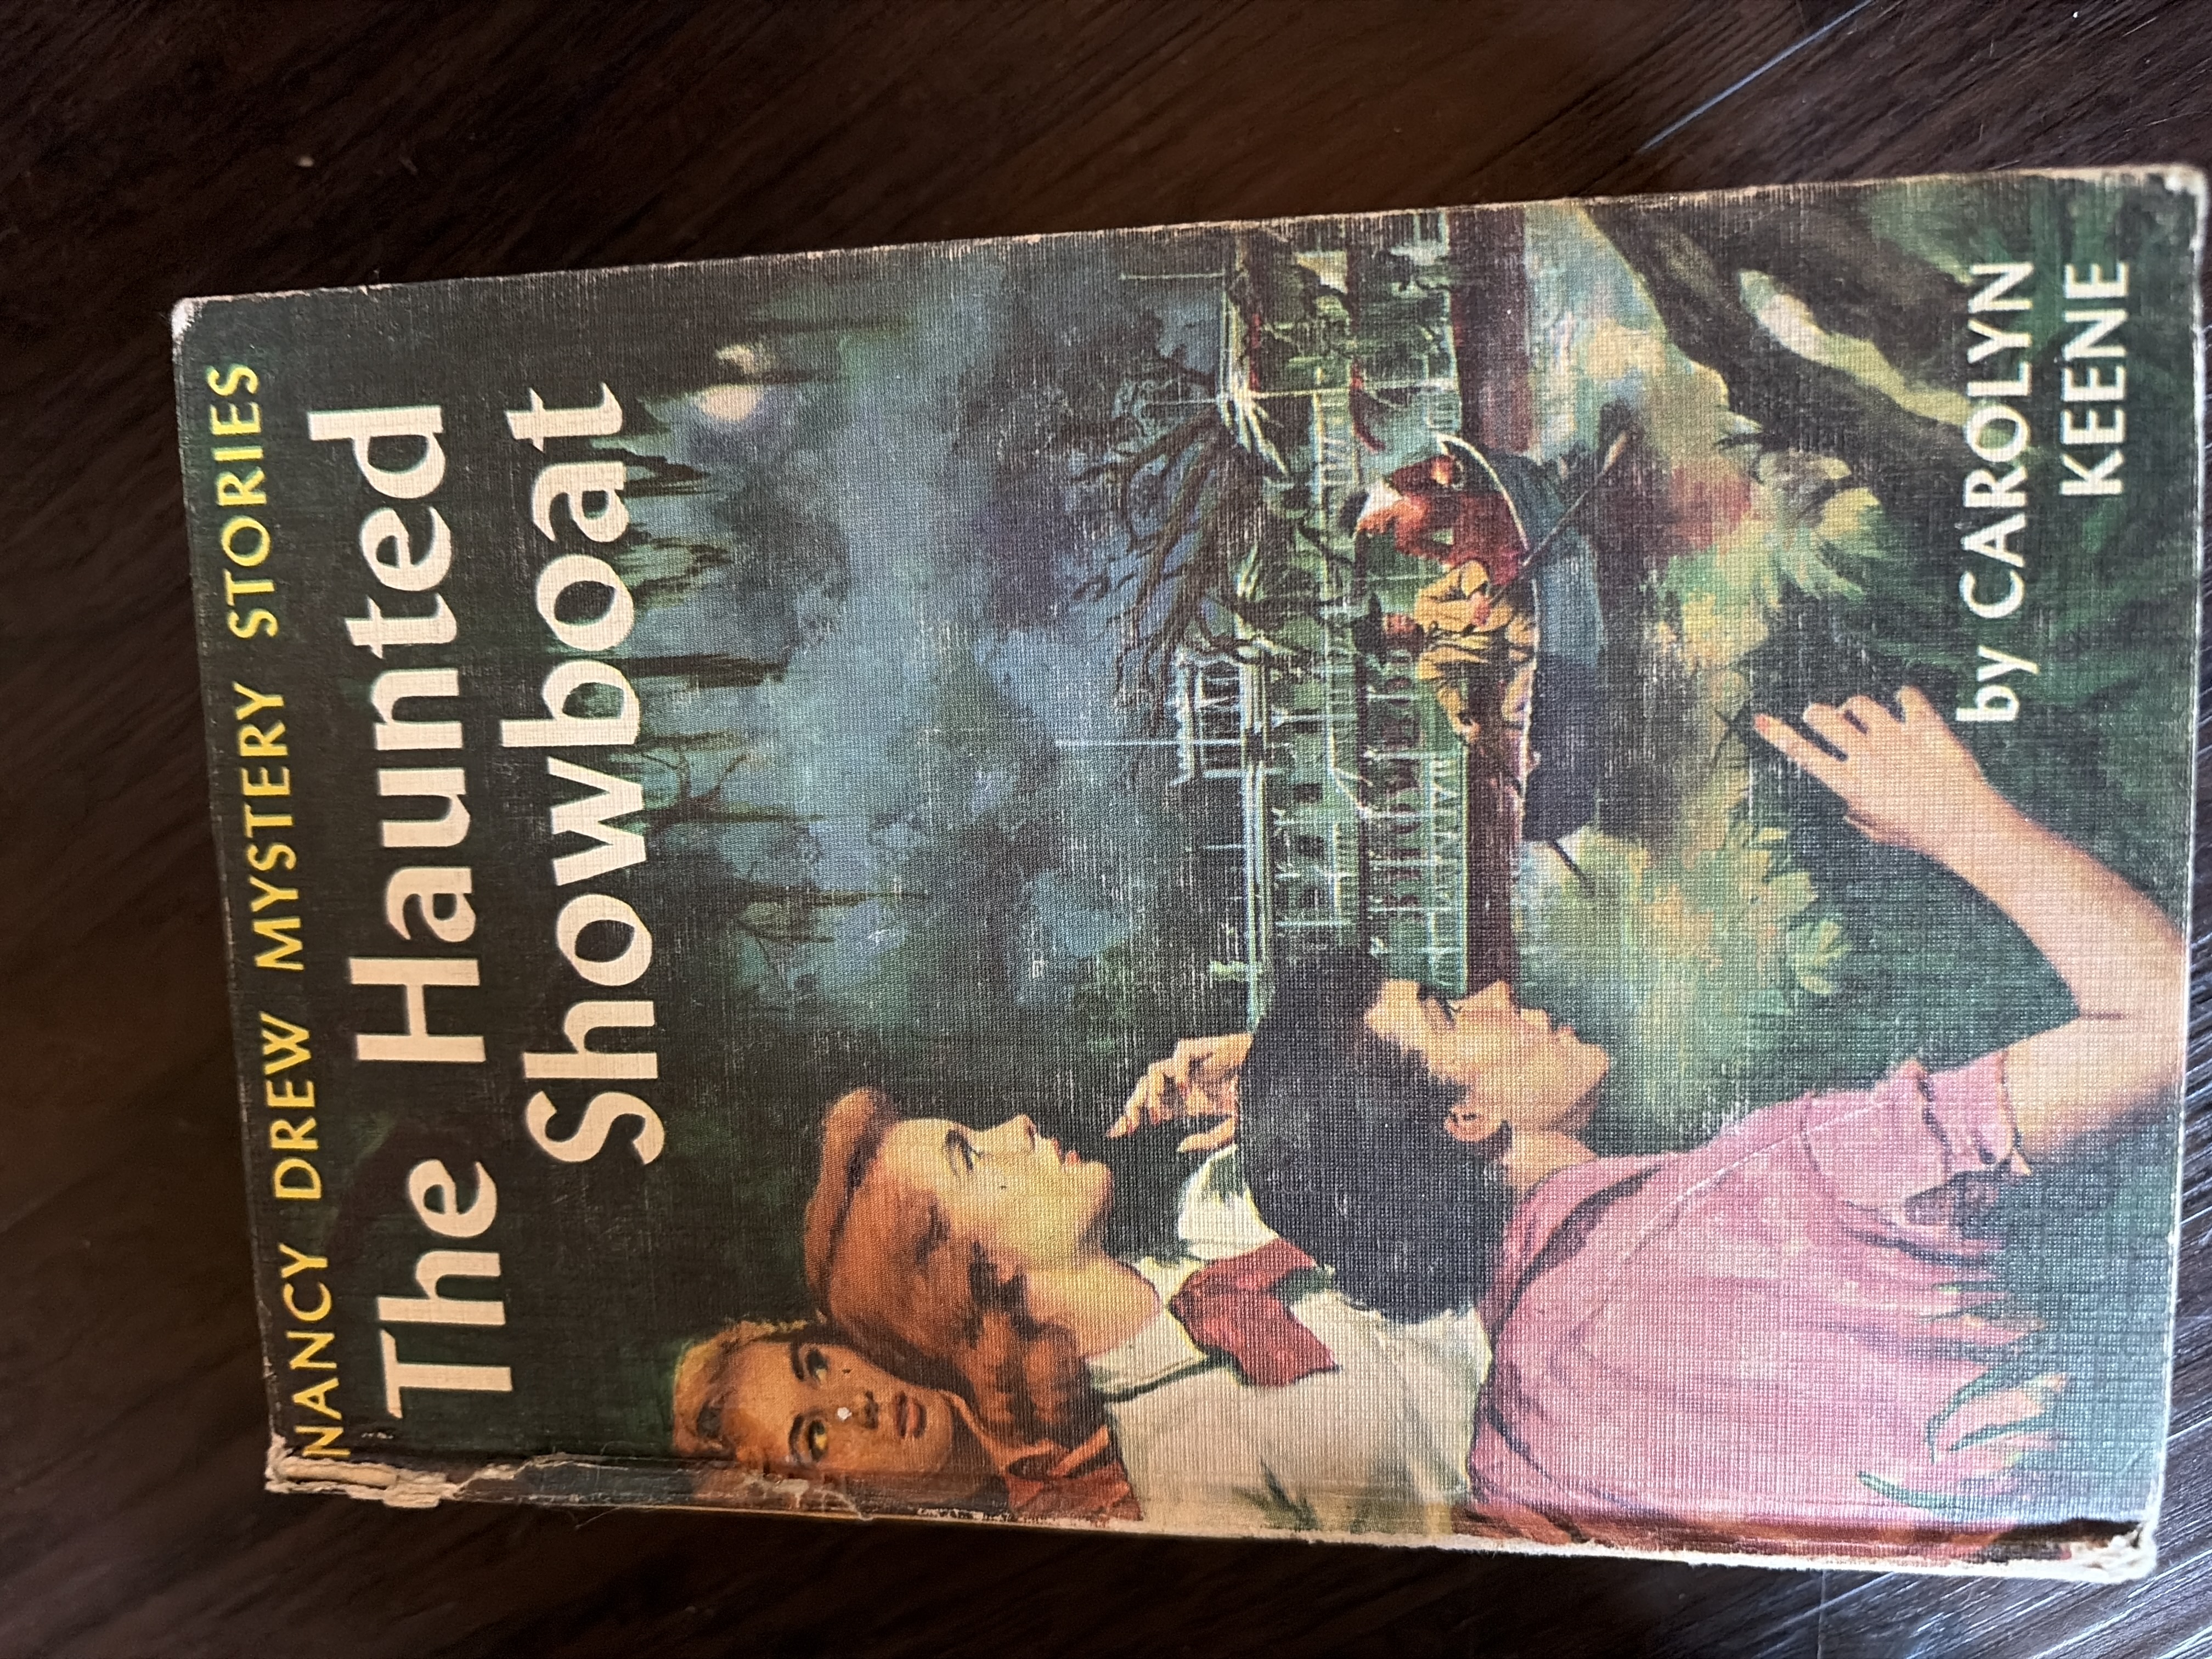 NANCY DREW MYSTERY STORIES
The Haunted
Showboat
by CAROLYN
KEENE